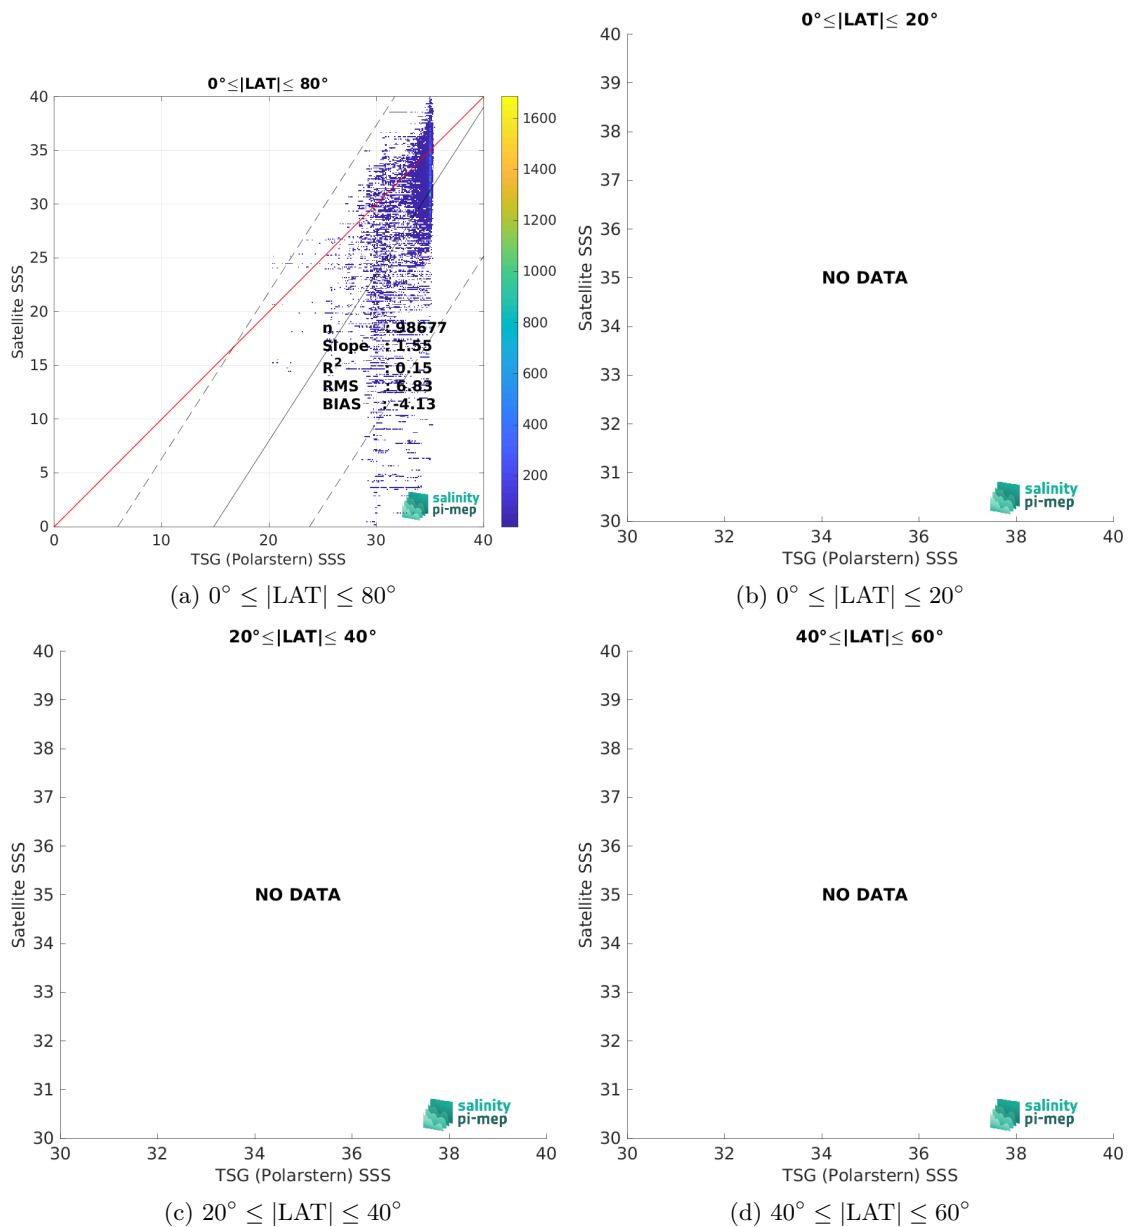 0°≤|LAT|≤ 80°
40
35
30
25
20
15
10
5
0
Satellite SSS
0
10
20
30
40
TSG (Polarstern) SSS
n : 98677
Slope : 1.55
R² : 0.15
RMS : 6.83
BIAS : -4.13
salinity
pi-mep
1600
1400
1200
1000
800
600
400
200
(a) 0° ≤ |LAT| ≤ 80°
0°≤|LAT|≤ 20°
40
39
38
37
36
35
34
33
32
31
30
Satellite SSS
NO DATA
salinity
pi-mep
30
32
34
36
38
40
TSG (Polarstern) SSS
(b) 0° ≤ |LAT| ≤ 20°
20°≤|LAT|≤ 40°
40
39
38
37
36
35
34
33
32
31
30
Satellite SSS
NO DATA
salinity
pi-mep
30
32
34
36
38
40
TSG (Polarstern) SSS
(c) 20° ≤ |LAT| ≤ 40°
40°≤|LAT|≤ 60°
40
39
38
37
36
35
34
33
32
31
30
Satellite SSS
NO DATA
salinity
pi-mep
30
32
34
36
38
40
TSG (Polarstern) SSS
(d) 40° ≤ |LAT| ≤ 60°